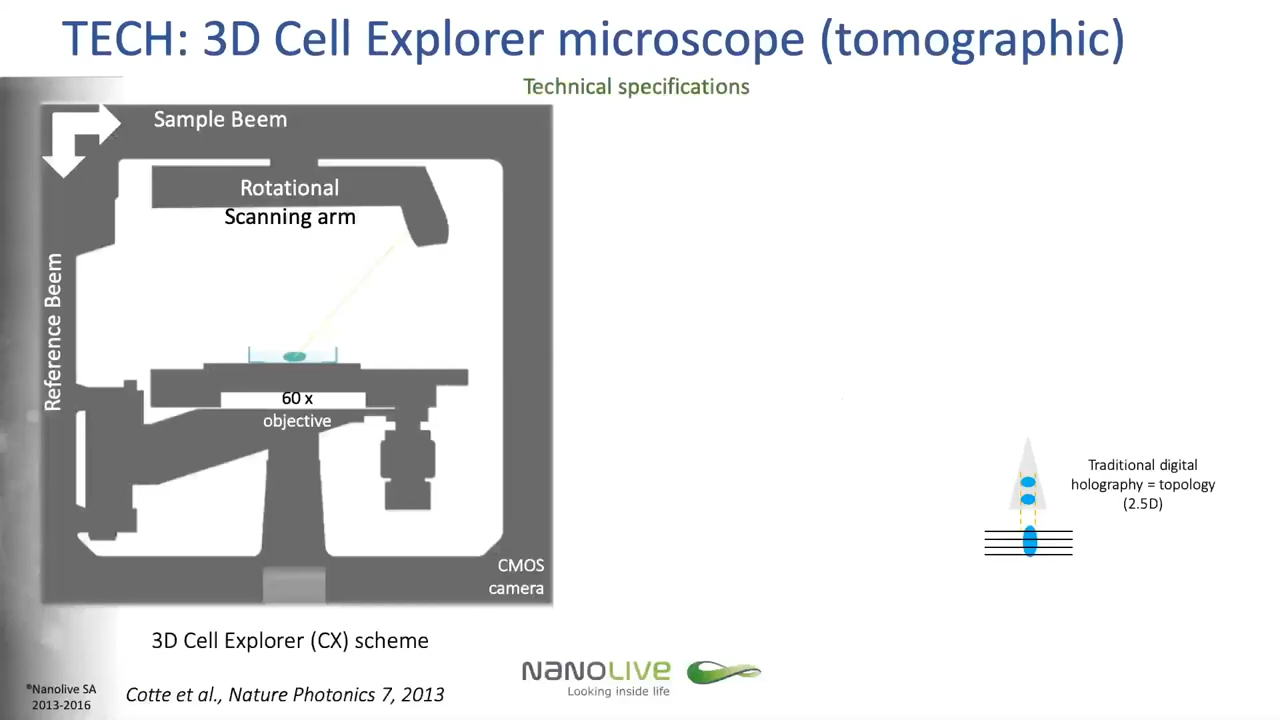 TECH: 3D Cell Explorer microscope (tomographic)
Technical specifications
Sample Beem
Rotational
Scanning arm
Reference Beem
60 x
objective
CMOS
camera
Traditional digital
holography = topology
(2.5D)
3D Cell Explorer (CX) scheme
NANOLIVE
Looking inside life
®Nanolive SA
2013-2016
Cotte et al., Nature Photonics 7, 2013